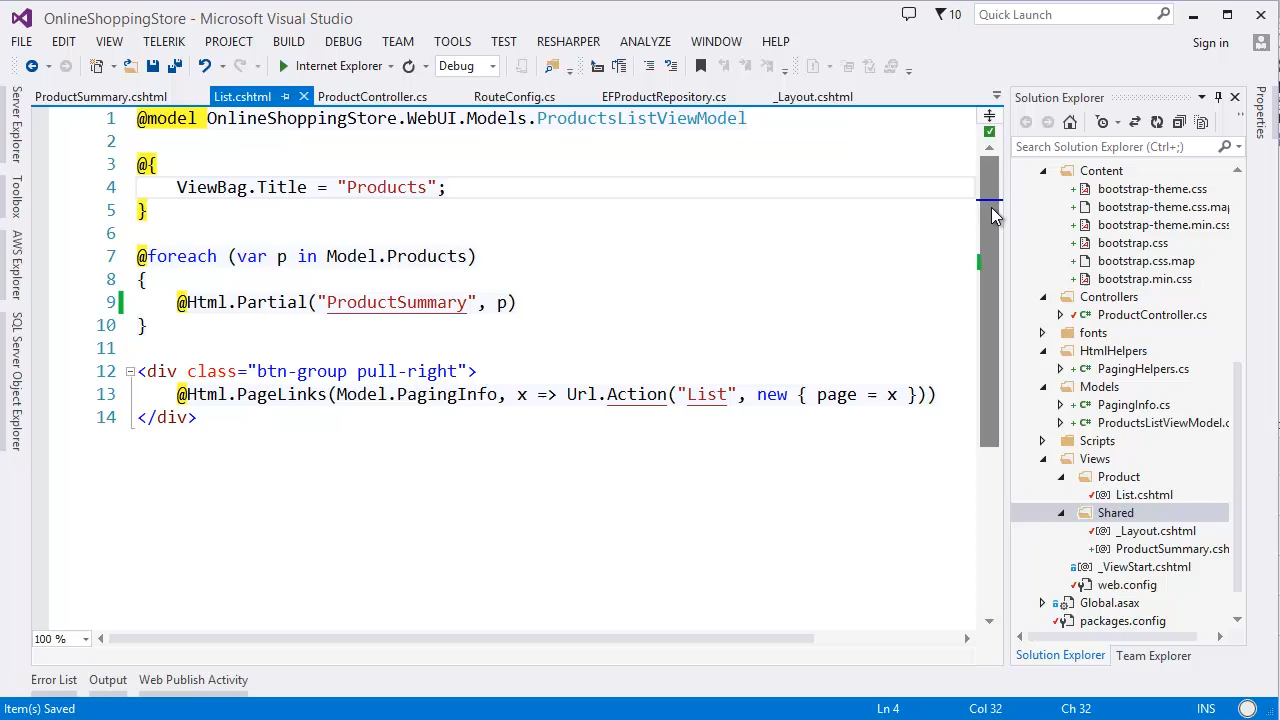 OnlineShoppingStore - Microsoft Visual Studio
10
Quick Launch
FILE EDIT VIEW TELERIK PROJECT BUILD DEBUG TEAM TOOLS TEST RESHARPER ANALYZE WINDOW HELP
Sign in
Internet Explorer
Debug
Server Explorer
Toolbox
AWS Explorer
SQL Server Object Explorer
ProductSummary.cshtml List.cshtml ProductController.cs RouteConfig.cs EFProductRepository.cs _Layout.cshtml
1 @model OnlineShoppingStore.WebUI.Models.ProductsListViewModel
2
3 @{
4 ViewBag.Title = "Products";
5 }
6
7 @foreach (var p in Model.Products)
8 {
9 @Html.Partial("ProductSummary", p)
10 }
11
12 <div class="btn-group pull-right">
13 @Html.PageLinks(Model.PagingInfo, x => Url.Action("List", new { page = x }))
14 </div>
100 %
Solution Explorer
Search Solution Explorer (Ctrl+;)
Content
bootstrap-theme.css
bootstrap-theme.css.map
bootstrap-theme.min.css
bootstrap.css
bootstrap.css.map
bootstrap.min.css
Controllers
ProductController.cs
fonts
HtmlHelpers
PagingHelpers.cs
Models
PagingInfo.cs
ProductsListViewModel.c
Scripts
Views
Product
List.cshtml
Shared
_Layout.cshtml
ProductSummary.csh
_ViewStart.cshtml
web.config
Global.asax
packages.config
Solution Explorer Team Explorer
Properties
Error List Output Web Publish Activity
Item(s) Saved Ln 4 Col 32 Ch 32 INS